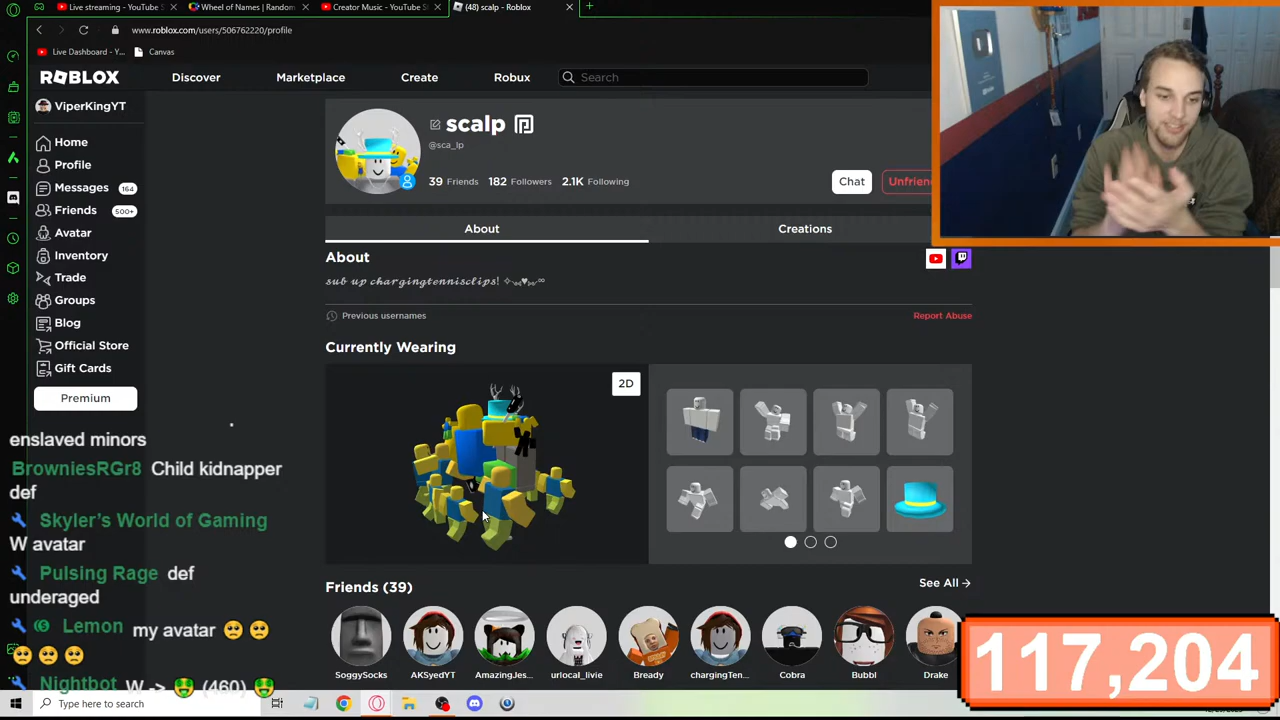 Live streaming - YouTube S
Wheel of Names | Random
Creator Music - YouTube S
(48) scalp - Roblox
www.roblox.com/users/506762220/profile
Live Dashboard - Y...
Canvas
ROBLOX
Discover
Marketplace
Create
Robux
Search
ViperKingYT
Home
Profile
Messages 164
Friends 500+
Avatar
Inventory
Trade
Groups
Blog
Official Store
Gift Cards
Premium
scalp
@sca_lp
39 Friends 182 Followers 2.1K Following
Chat
Unfrien
About
Creations
About
sub up chargingtennisclips!
Previous usernames
Report Abuse
Currently Wearing
2D
Friends (39)
See All →
SoggySocks
AKSyedYT
AmazingJes...
urlocal_livie
Bready
chargingTen...
Cobra
Bubbl
Drake
enslaved minors
BrowniesRGr8 Child kidnapper
def
Skyler's World of Gaming
W avatar
Pulsing Rage def
underaged
Lemon my avatar 🥺 🥺
🥺 🥺 🥺
Nightbot W -> 🤑 (460) 🤑
117,204
Type here to search